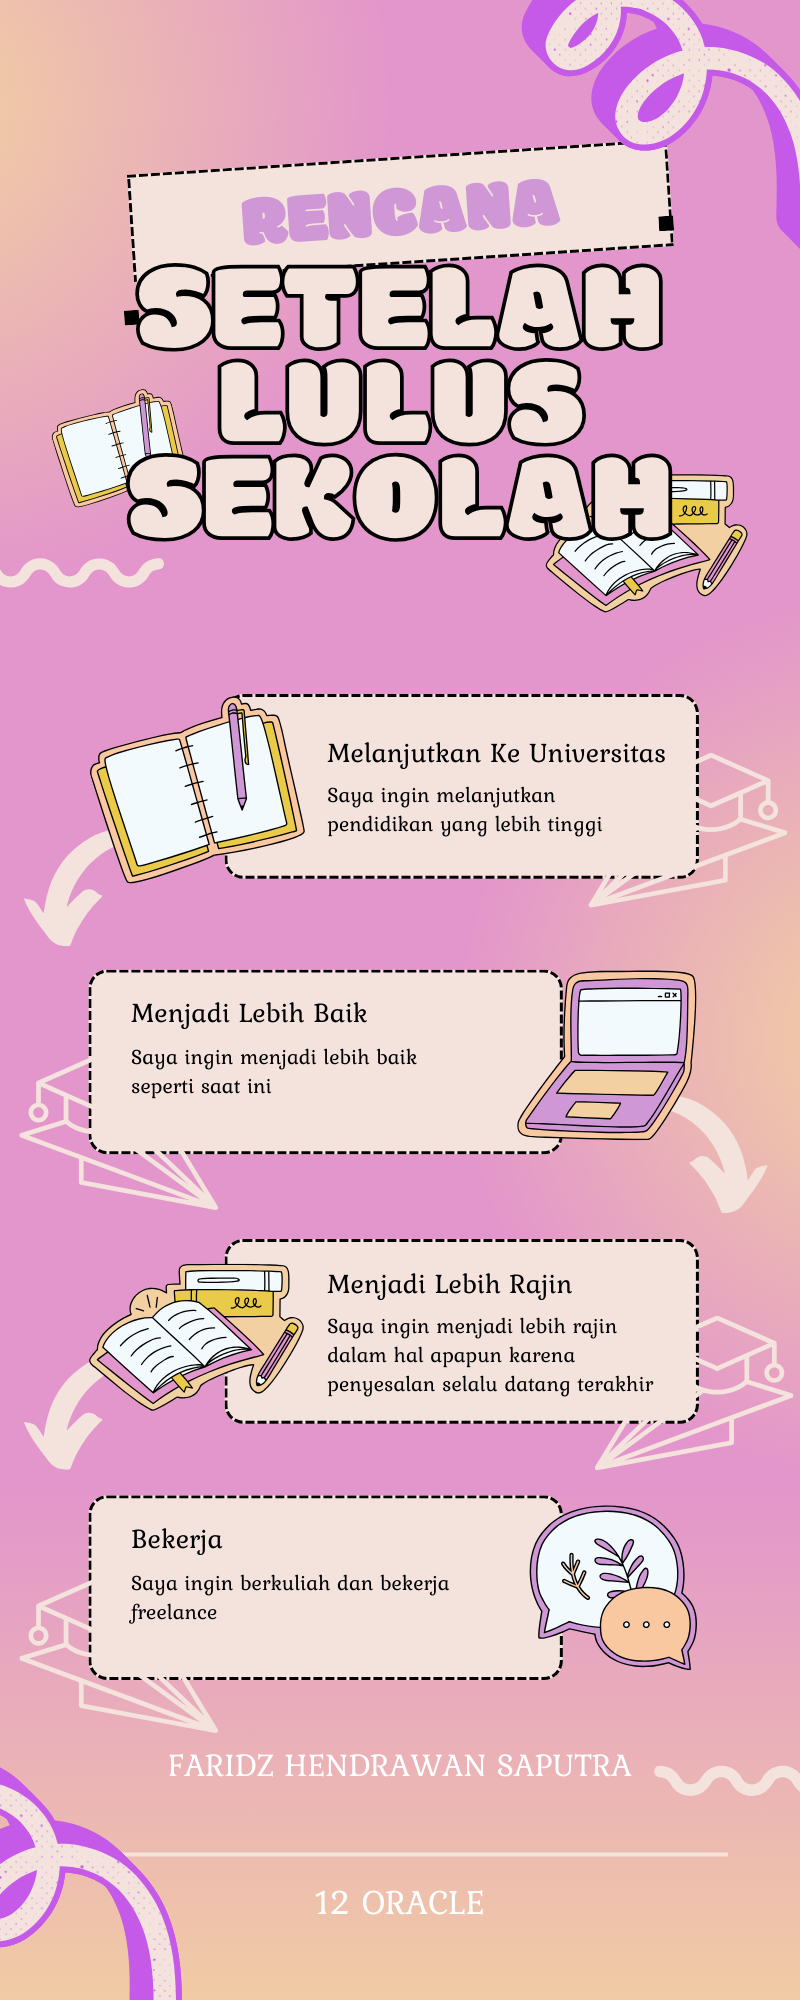 RENCANA
SETELAH
LULUS
SEKOLAH
Melanjutkan Ke Universitas
Saya ingin melanjutkan
pendidikan yang lebih tinggi
Menjadi Lebih Baik
Saya ingin menjadi lebih baik
seperti saat ini
Menjadi Lebih Rajin
Saya ingin menjadi lebih rajin
dalam hal apapun karena
penyesalan selalu datang terakhir
Bekerja
Saya ingin berkuliah dan bekerja
freelance
FARIDZ HENDRAWAN SAPUTRA
12 ORACLE